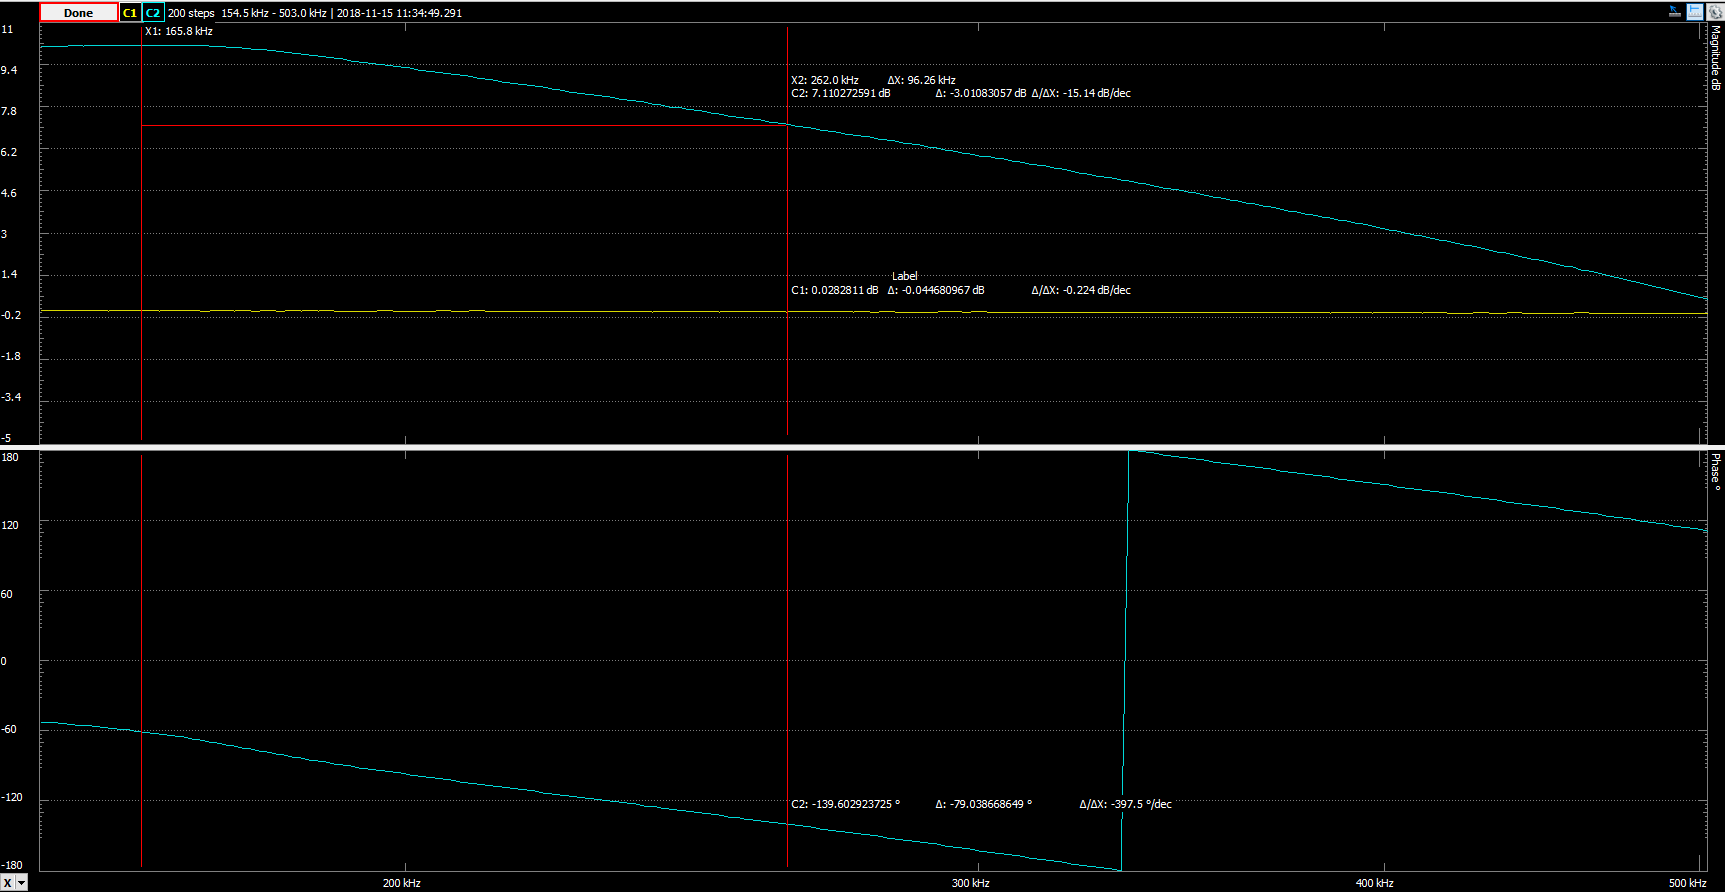 Done C1 C2 200 steps 154.5 kHz - 503.0 kHz | 2018-11-15 11:34:49.291
X1: 165.8 kHz
11
Magnitude dB
9.4
X2: 262.0 kHz ΔX: 96.26 kHz
C2: 7.110272591 dB Δ: -3.01083057 dB Δ/ΔX: -15.14 dB/dec
7.8
6.2
4.6
3
1.4
Label
C1: 0.0282811 dB Δ: -0.044680967 dB Δ/ΔX: -0.224 dB/dec
-0.2
-1.8
-3.4
-5
180
Phase °
120
60
0
-60
-120
C2: -139.602923725 ° Δ: -79.038668649 ° Δ/ΔX: -397.5 °/dec
-180
X 200 kHz 300 kHz 400 kHz 500 kHz